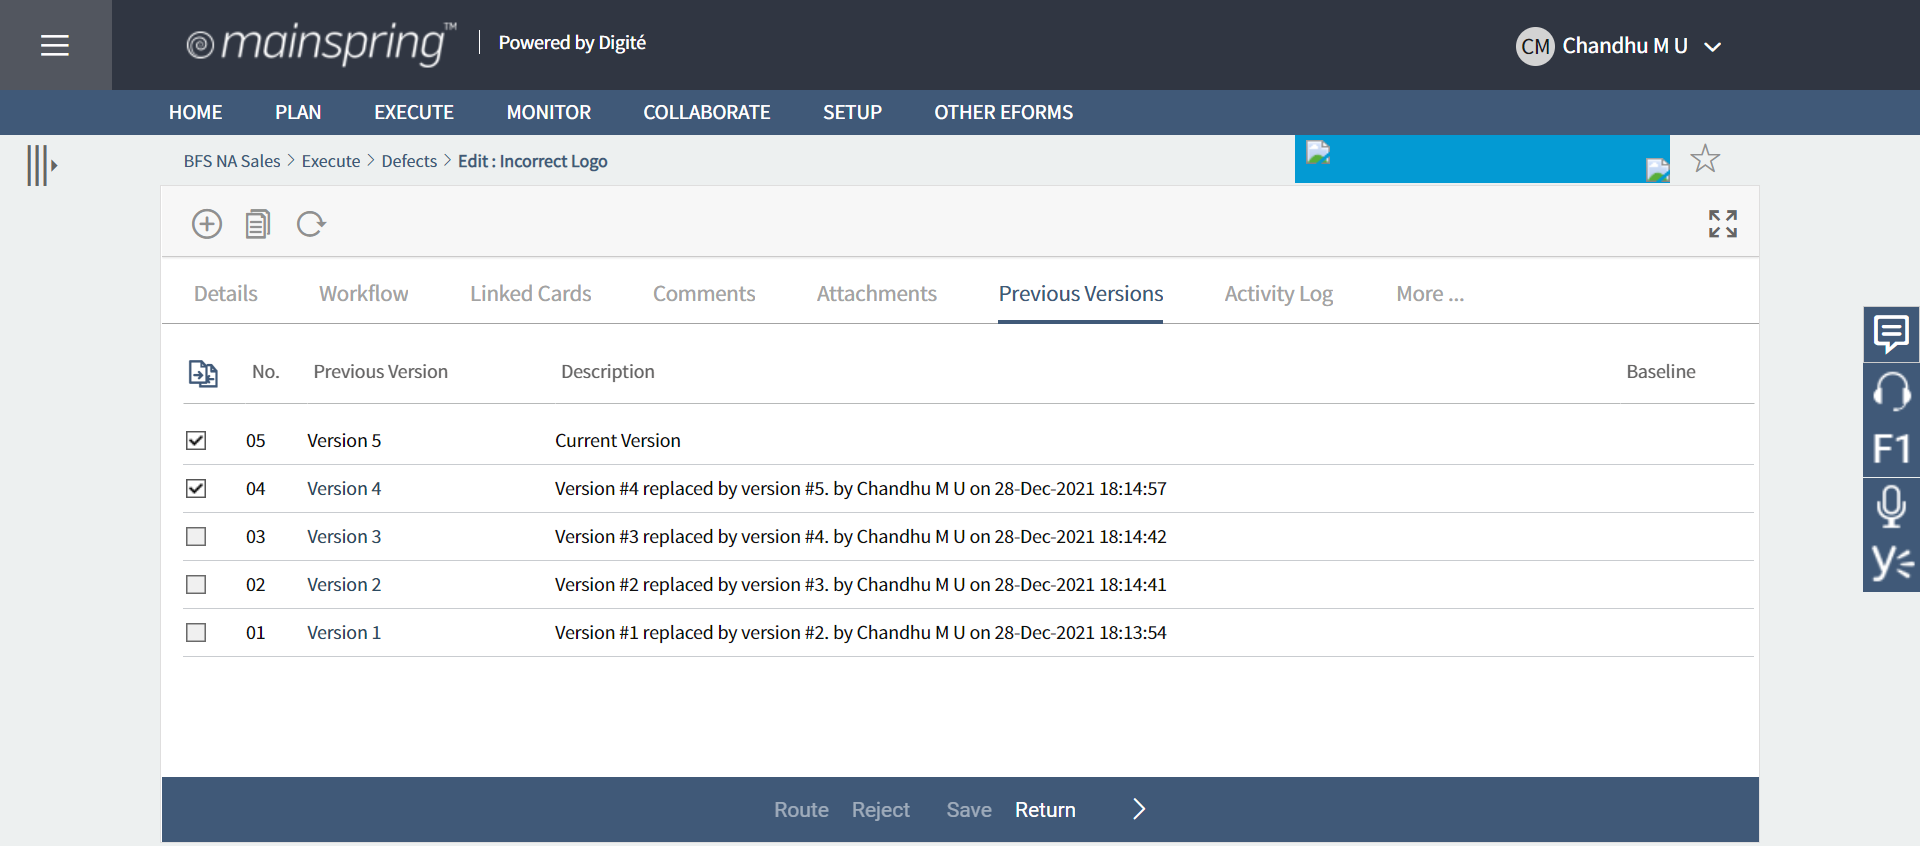 mainspring™ Powered by Digité
CM Chandhu M U
HOME PLAN EXECUTE MONITOR COLLABORATE SETUP OTHER EFORMS
BFS NA Sales > Execute > Defects > Edit : Incorrect Logo
Details Workflow Linked Cards Comments Attachments Previous Versions Activity Log More ...
No. Previous Version Description Baseline
05 Version 5 Current Version
04 Version 4 Version #4 replaced by version #5. by Chandhu M U on 28-Dec-2021 18:14:57
03 Version 3 Version #3 replaced by version #4. by Chandhu M U on 28-Dec-2021 18:14:42
02 Version 2 Version #2 replaced by version #3. by Chandhu M U on 28-Dec-2021 18:14:41
01 Version 1 Version #1 replaced by version #2. by Chandhu M U on 28-Dec-2021 18:13:54
F1
Route Reject Save Return